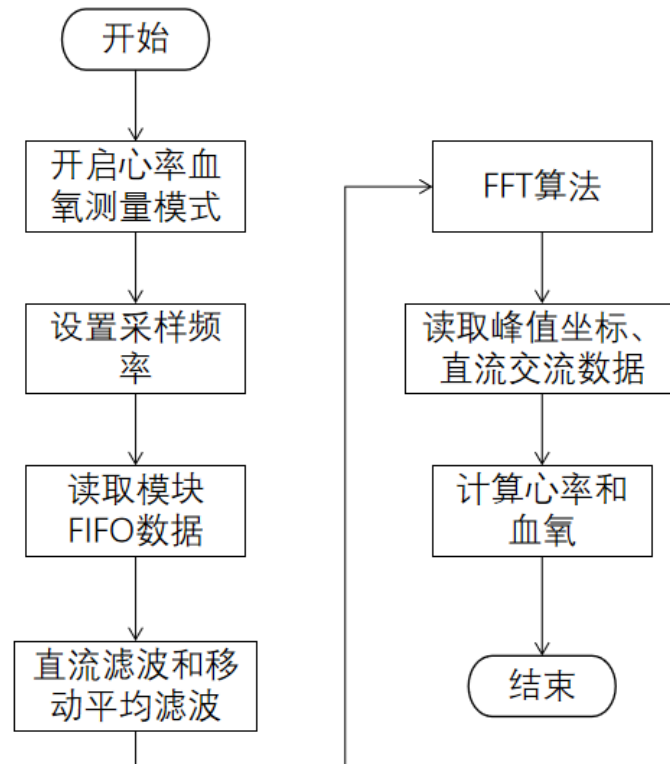 开始
开启心率血
氧测量模式
设置采样频
率
读取模块
FIFO数据
直流滤波和移
动平均滤波
FFT算法
读取峰值坐标、
直流交流数据
计算心率和
血氧
结束